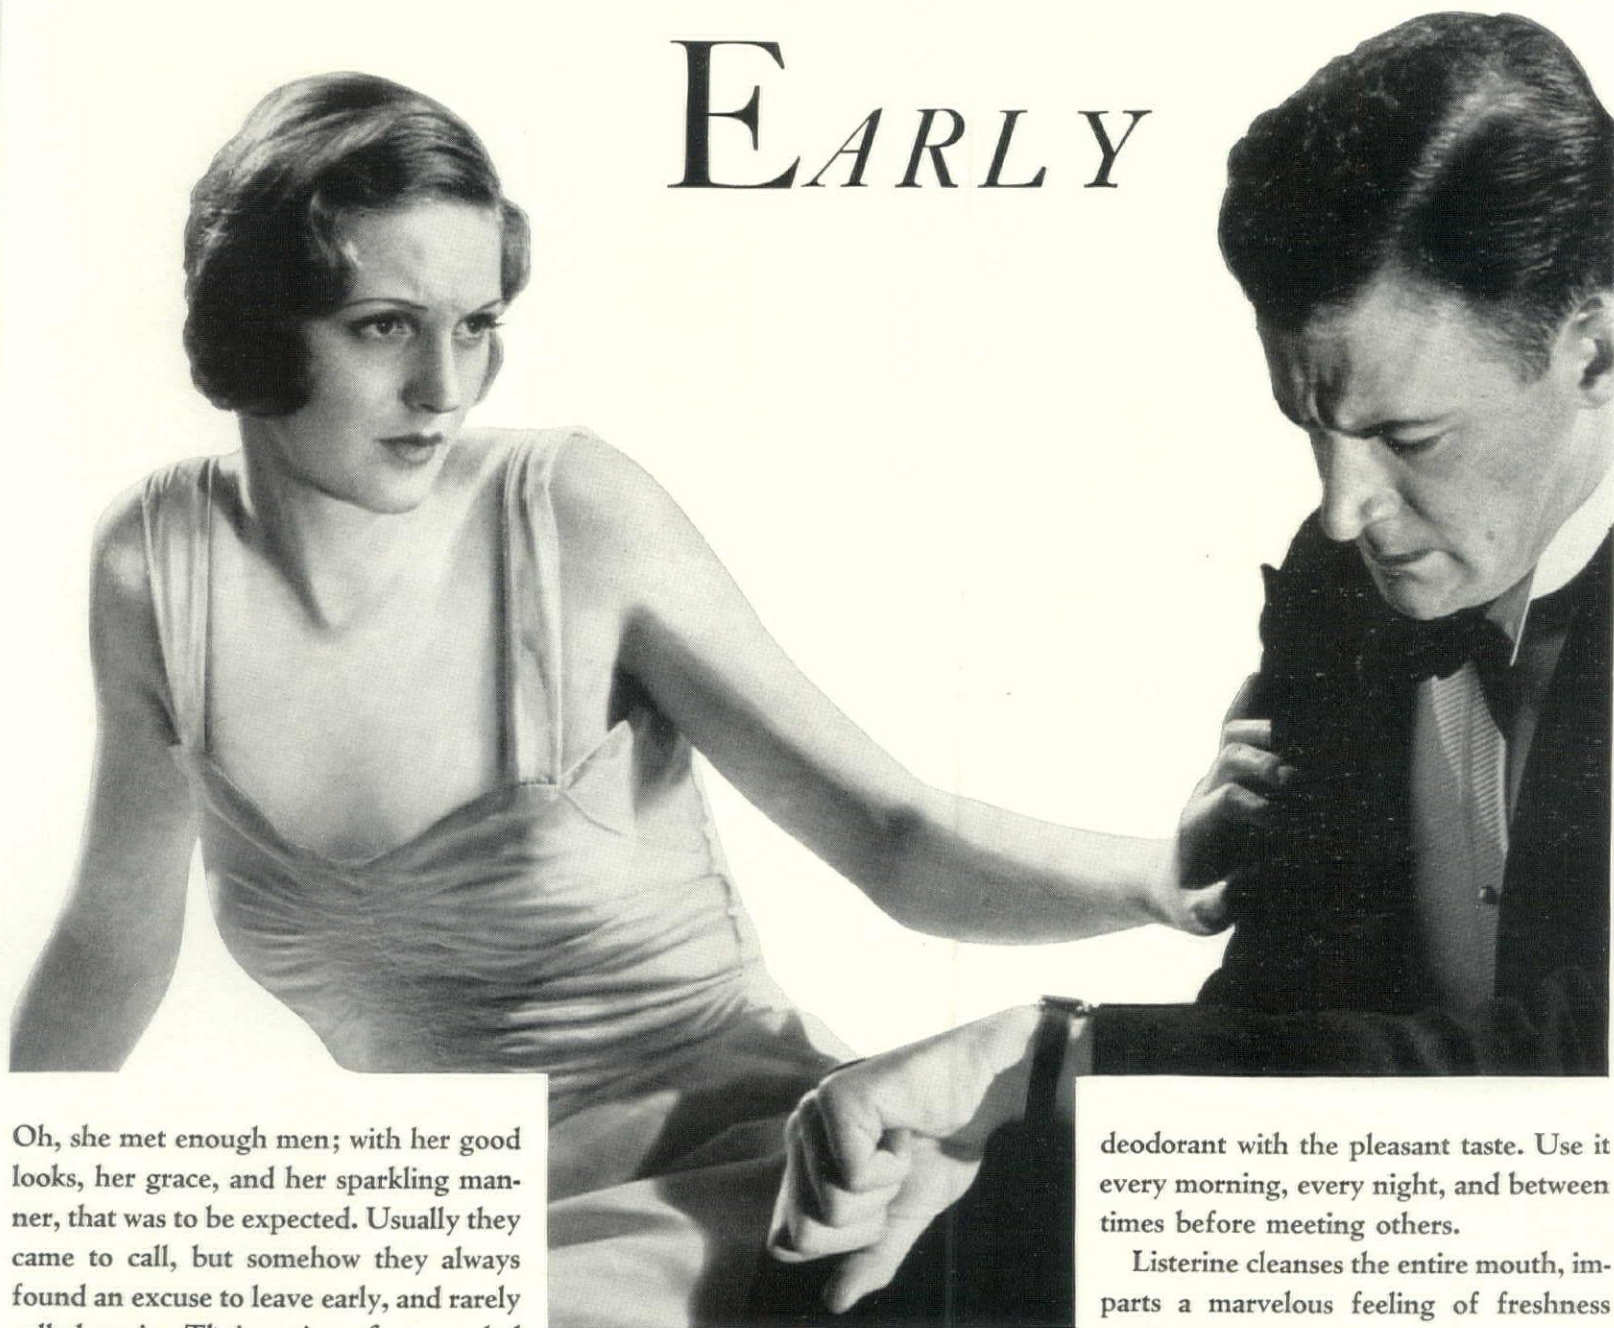 EARLY
Oh, she met enough men; with her good
looks, her grace, and her sparkling man-
ner, that was to be expected. Usually they
came to call, but somehow they always
found an excuse to leave early, and rarely
deodorant with the pleasant taste. Use it
every morning, every night, and between
times before meeting others.
Listerine cleanses the entire mouth, im-
parts a marvelous feeling of freshness